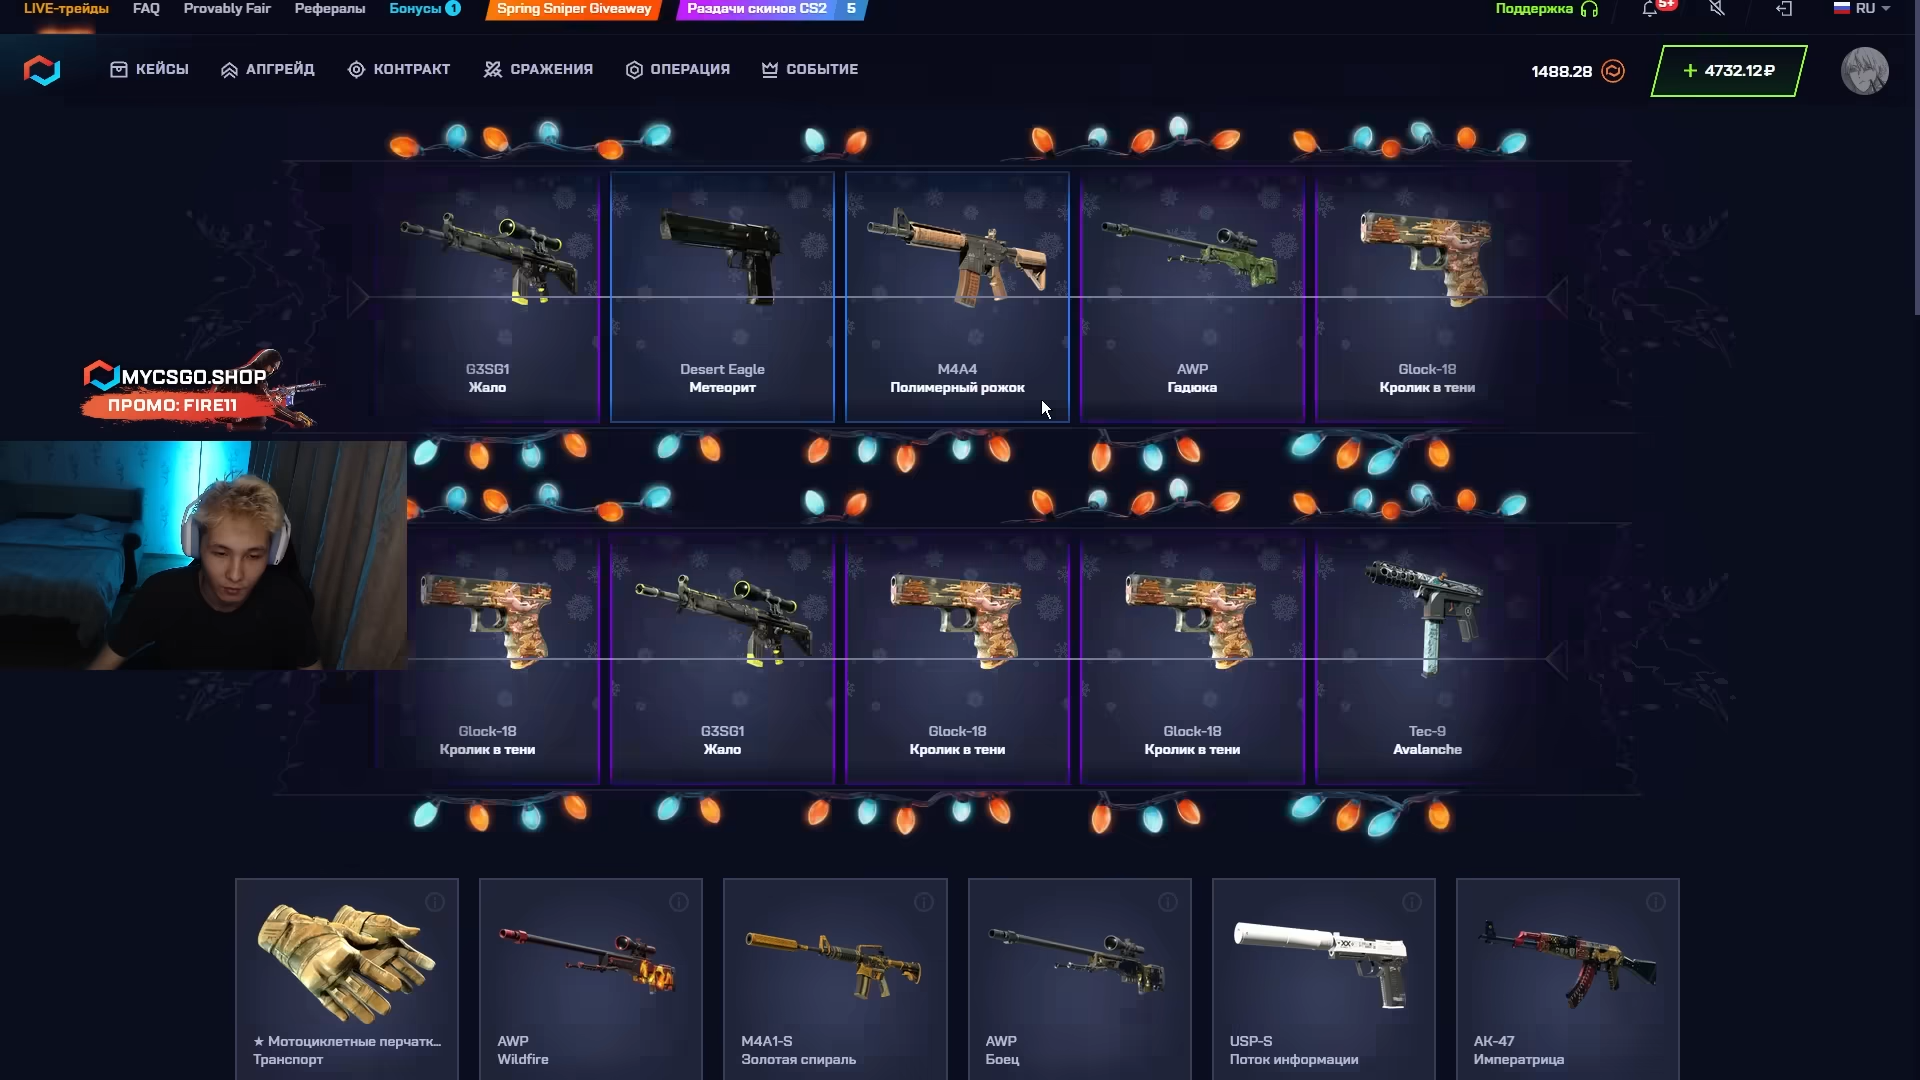 LIVE-трейды FAQ Provably Fair Рефералы Бонусы 1 Spring Sniper Giveaway Раздачи скинов CS2 5 Поддержка 5+ RU
КЕЙСЫ АПГРЕЙД КОНТРАКТ СРАЖЕНИЯ ОПЕРАЦИЯ СОБЫТИЕ 1488.28 + 4732.12₽
G3SG1 Desert Eagle M4A4 AWP Glock-18
Жало Метеорит Полимерный рожок Гадюка Кролик в тени
MYCSGO.SHOP
ПРОМО: FIRE11
Glock-18 G3SG1 Glock-18 Glock-18 Tec-9
Кролик в тени Жало Кролик в тени Кролик в тени Avalanche
★ Мотоциклетные перчатк... AWP M4A1-S AWP USP-S AK-47
Транспорт Wildfire Золотая спираль Боец Поток информации Императрица